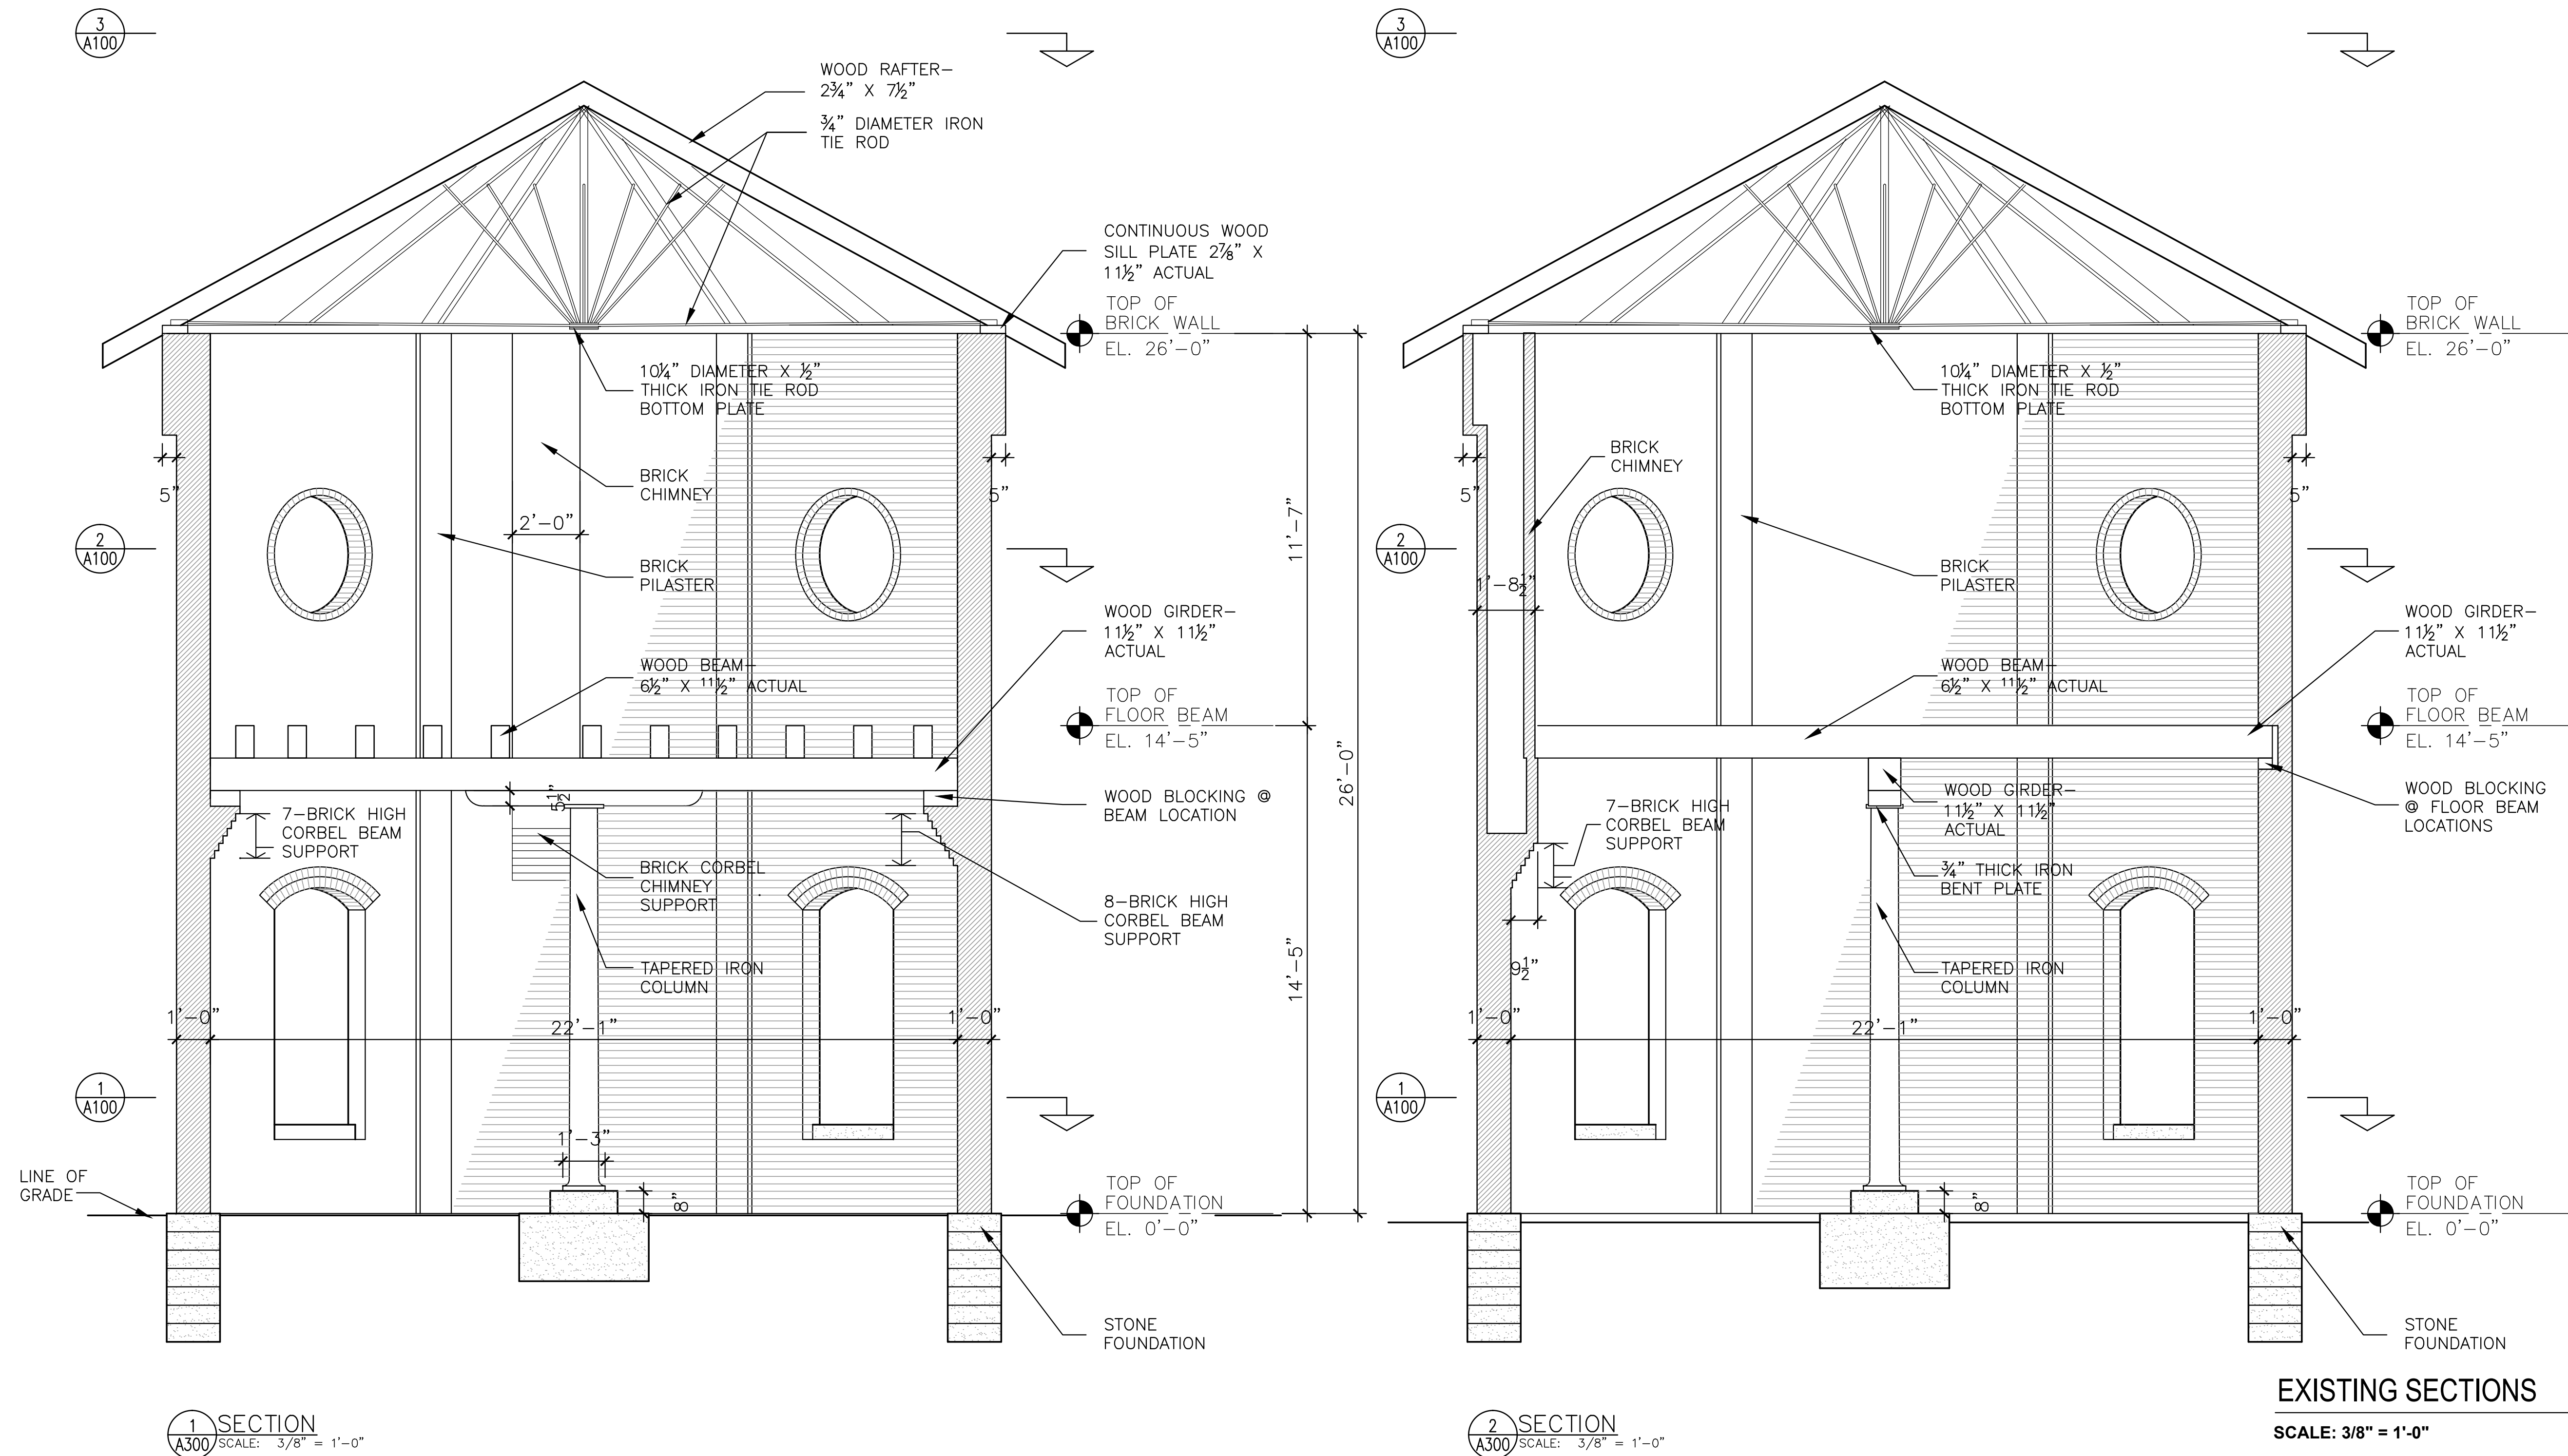 3
A100
WOOD RAFTER-
2¾" X 7½"
¾" DIAMETER IRON
TIE ROD
CONTINUOUS WOOD
SILL PLATE 2⅞" X
11½" ACTUAL
TOP OF
BRICK WALL
EL. 26'-0"
10¼" DIAMETER X ½"
THICK IRON TIE ROD
BOTTOM PLATE
5"
5"
BRICK
CHIMNEY
2'-0"
11'-7"
2
A100
BRICK
PILASTER
WOOD GIRDER-
11½" X 11½"
ACTUAL
WOOD BEAM-
6½" X 11½" ACTUAL
TOP OF
FLOOR BEAM
EL. 14'-5"
26'-0"
5½"
WOOD BLOCKING @
BEAM LOCATION
7-BRICK HIGH
CORBEL BEAM
SUPPORT
BRICK CORBEL
CHIMNEY
SUPPORT
8-BRICK HIGH
CORBEL BEAM
SUPPORT
TAPERED IRON
COLUMN
14'-5"
1'-0"
22'-1"
1'-0"
1
A100
1'-3"
LINE OF
GRADE
8"
TOP OF
FOUNDATION
EL. 0'-0"
STONE
FOUNDATION
1
A300
SECTION
SCALE: 3/8" = 1'-0"
3
A100
TOP OF
BRICK WALL
EL. 26'-0"
10¼" DIAMETER X ½"
THICK IRON TIE ROD
BOTTOM PLATE
BRICK
CHIMNEY
5"
5"
2
A100
1'-8½"
BRICK
PILASTER
WOOD GIRDER-
11½" X 11½"
ACTUAL
WOOD BEAM-
6½" X 11½" ACTUAL
TOP OF
FLOOR BEAM
EL. 14'-5"
WOOD BLOCKING
@ FLOOR BEAM
LOCATIONS
7-BRICK HIGH
CORBEL BEAM
SUPPORT
WOOD GIRDER-
11½" X 11½"
ACTUAL
¾" THICK IRON
BENT PLATE
9½"
TAPERED IRON
COLUMN
1'-0"
22'-1"
1'-0"
1
A100
8"
TOP OF
FOUNDATION
EL. 0'-0"
STONE
FOUNDATION
2
A300
SECTION
SCALE: 3/8" = 1'-0"
EXISTING SECTIONS
SCALE: 3/8" = 1'-0"